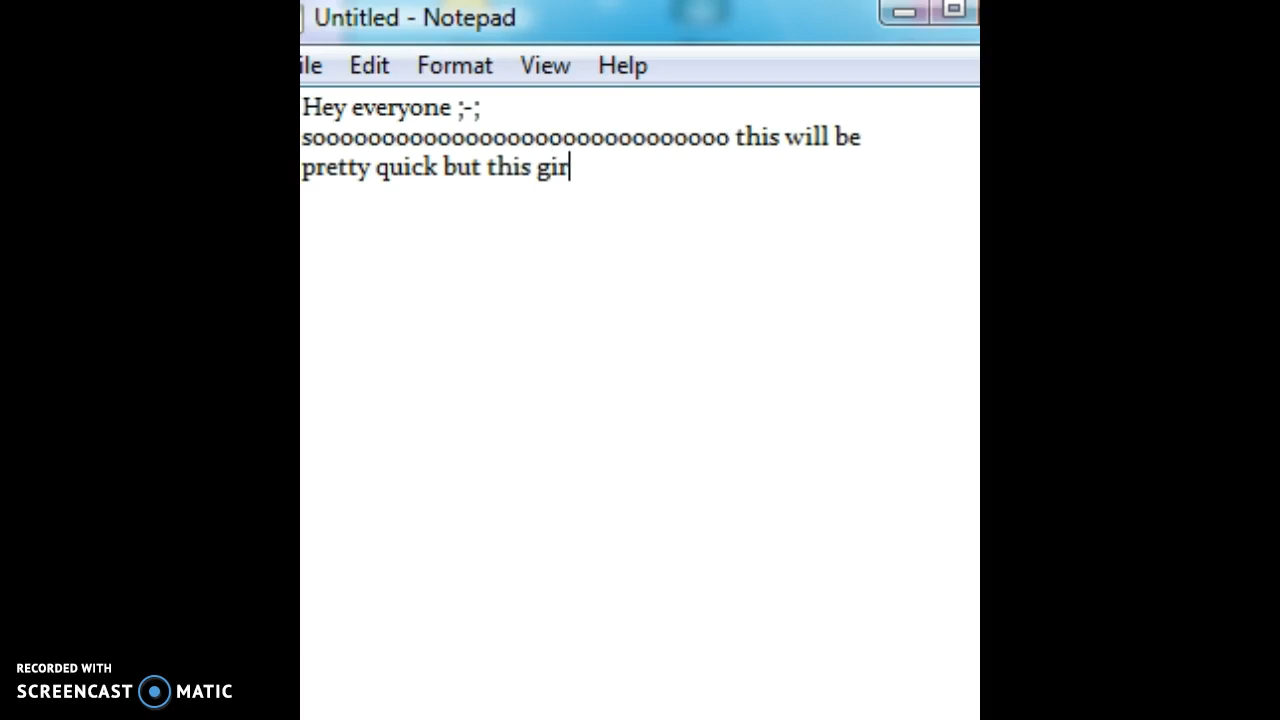 Untitled - Notepad
ile Edit Format View Help
Hey everyone ;-;
soooooooooooooooooooooooooooooo this will be
pretty quick but this gir
RECORDED WITH
SCREENCAST MATIC